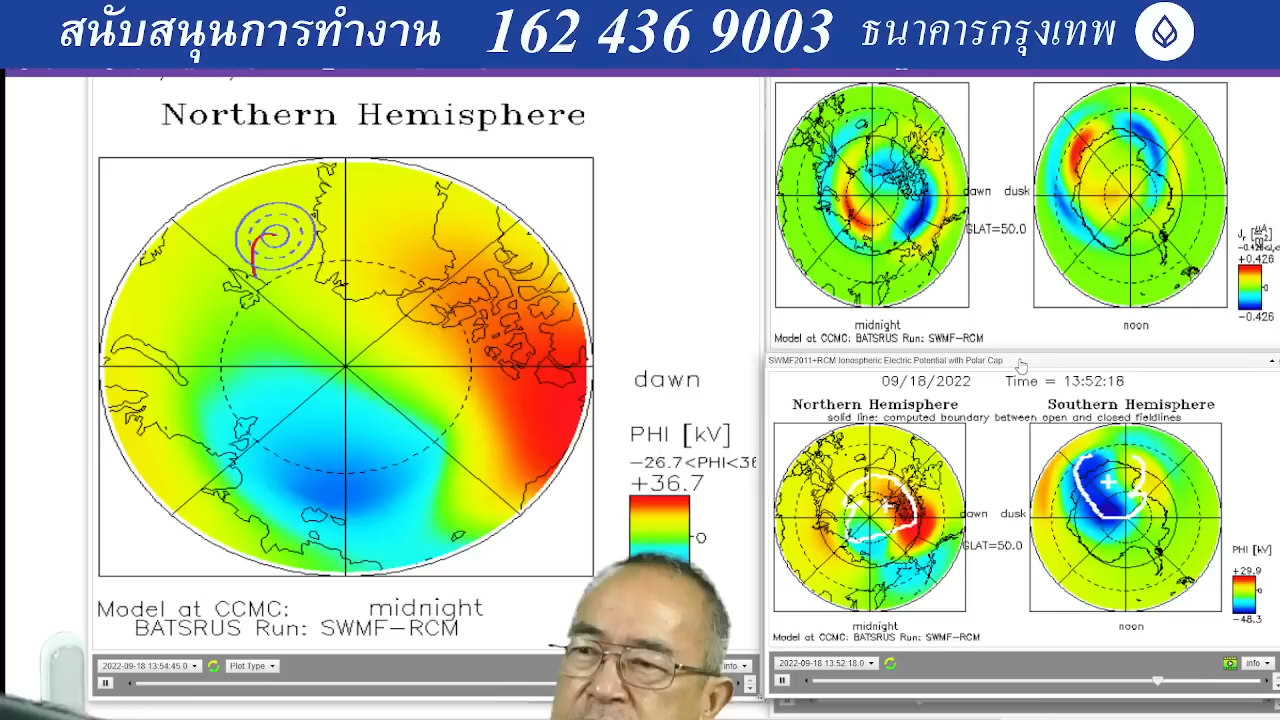 สนับสนุนการทำงาน 162 436 9003 ธนาคารกรุงเทพ
Northern Hemisphere
dawn
PHI [kV]
−26.7<PHI<36
+36.7
0
Model at CCMC: midnight
BATSRUS Run: SWMF−RCM
2022-09-18 13:54:45.0
Plot Type
info
dawn dusk
GLAT=50.0
+0.426
0
−0.426
midnight
noon
Model at CCMC: BATSRUS Run: SWMF−RCM
SWMF2011+RCM Ionospheric Electric Potential with Polar Cap
09/18/2022 Time = 13:52:18
Northern Hemisphere Southern Hemisphere
solid line: computed boundary between open and closed fieldlines
dawn dusk
GLAT=50.0
PHI [kV]
+29.9
0
−48.3
midnight
noon
Model at CCMC: BATSRUS Run: SWMF−RCM
2022-09-18 13:52:18.0
info